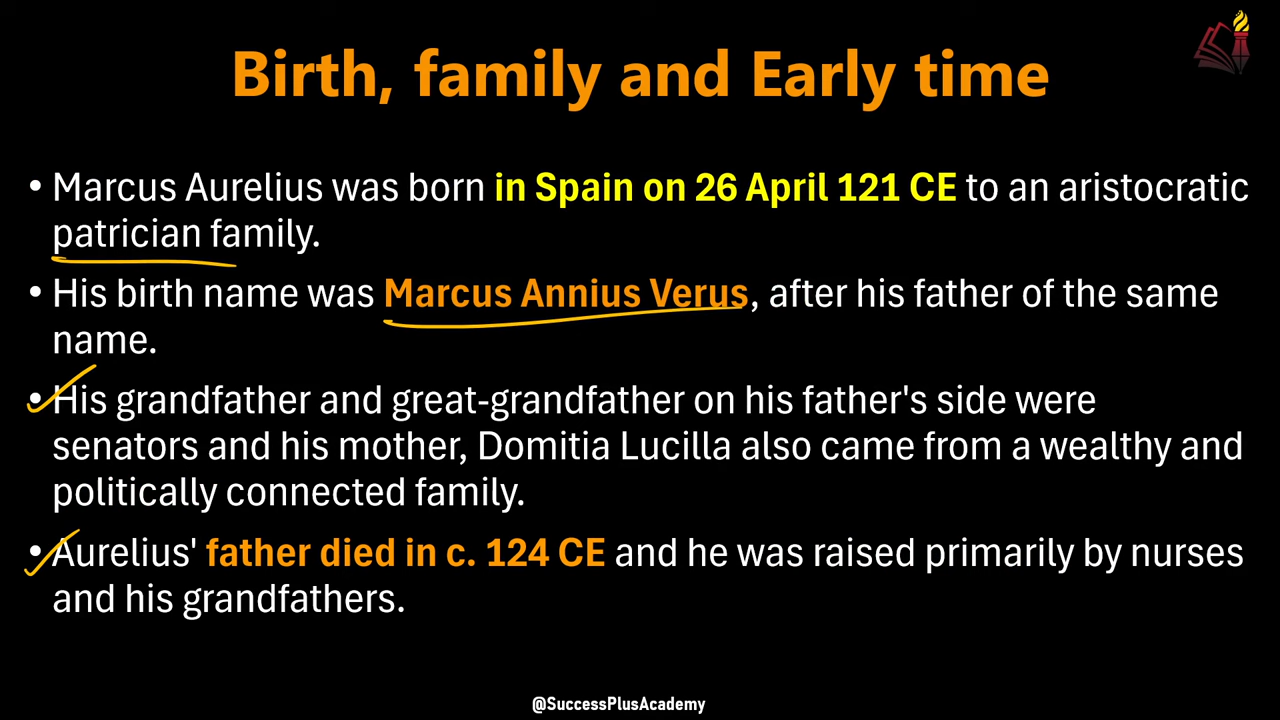 Birth, family and Early time
• Marcus Aurelius was born in Spain on 26 April 121 CE to an aristocratic
patrician family.
• His birth name was Marcus Annius Verus, after his father of the same
name.
• His grandfather and great-grandfather on his father's side were
senators and his mother, Domitia Lucilla also came from a wealthy and
politically connected family.
• Aurelius' father died in c. 124 CE and he was raised primarily by nurses
and his grandfathers.
@SuccessPlusAcademy